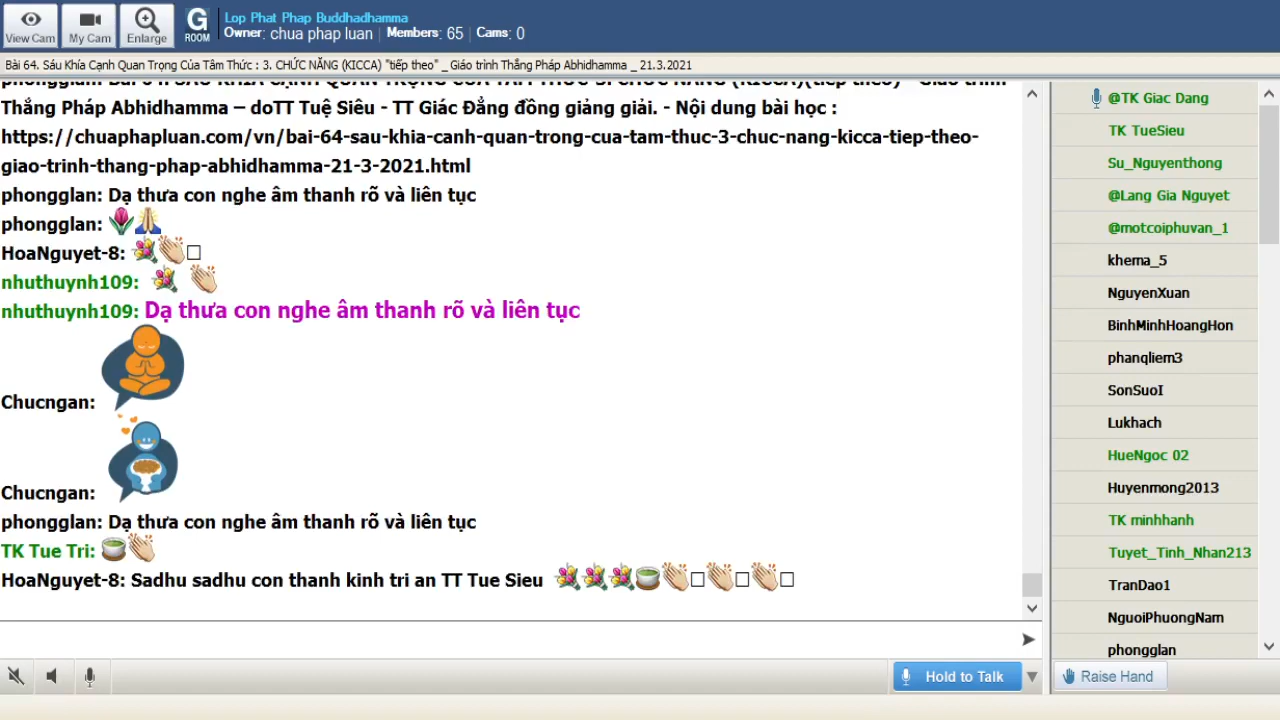 View Cam
My Cam
Enlarge
G
ROOM
Lop Phat Phap Buddhadhamma
Owner: chua phap luan | Members: 65 | Cams: 0
Bài 64. Sáu Khía Cạnh Quan Trọng Của Tâm Thức : 3. CHỨC NĂNG (KICCA) "tiếp theo" _ Giáo trình Thắng Pháp Abhidhamma _ 21.3.2021
Thắng Pháp Abhidhamma – doTT Tuệ Siêu - TT Giác Đẳng đồng giảng giải. - Nội dung bài học :
https://chuaphapluan.com/vn/bai-64-sau-khia-canh-quan-trong-cua-tam-thuc-3-chuc-nang-kicca-tiep-theo-
giao-trinh-thang-phap-abhidhamma-21-3-2021.html
phongglan: Dạ thưa con nghe âm thanh rõ và liên tục
phongglan: 🌷🙏
HoaNguyet-8: 💐👏
nhuthuynh109: 💐 👏
nhuthuynh109: Dạ thưa con nghe âm thanh rõ và liên tục
Chucngan:
Chucngan:
phongglan: Dạ thưa con nghe âm thanh rõ và liên tục
TK Tue Tri: 🍵👏
HoaNguyet-8: Sadhu sadhu con thanh kinh tri an TT Tue Sieu 💐💐💐🍵👏👏👏
Hold to Talk
@TK Giac Dang
TK TueSieu
Su_Nguyenthong
@Lang Gia Nguyet
@motcoiphuvan_1
khema_5
NguyenXuan
BinhMinhHoangHon
phanqliem3
SonSuoI
Lukhach
HueNgoc 02
Huyenmong2013
TK minhhanh
Tuyet_Tinh_Nhan213
TranDao1
NguoiPhuongNam
phongglan
Raise Hand